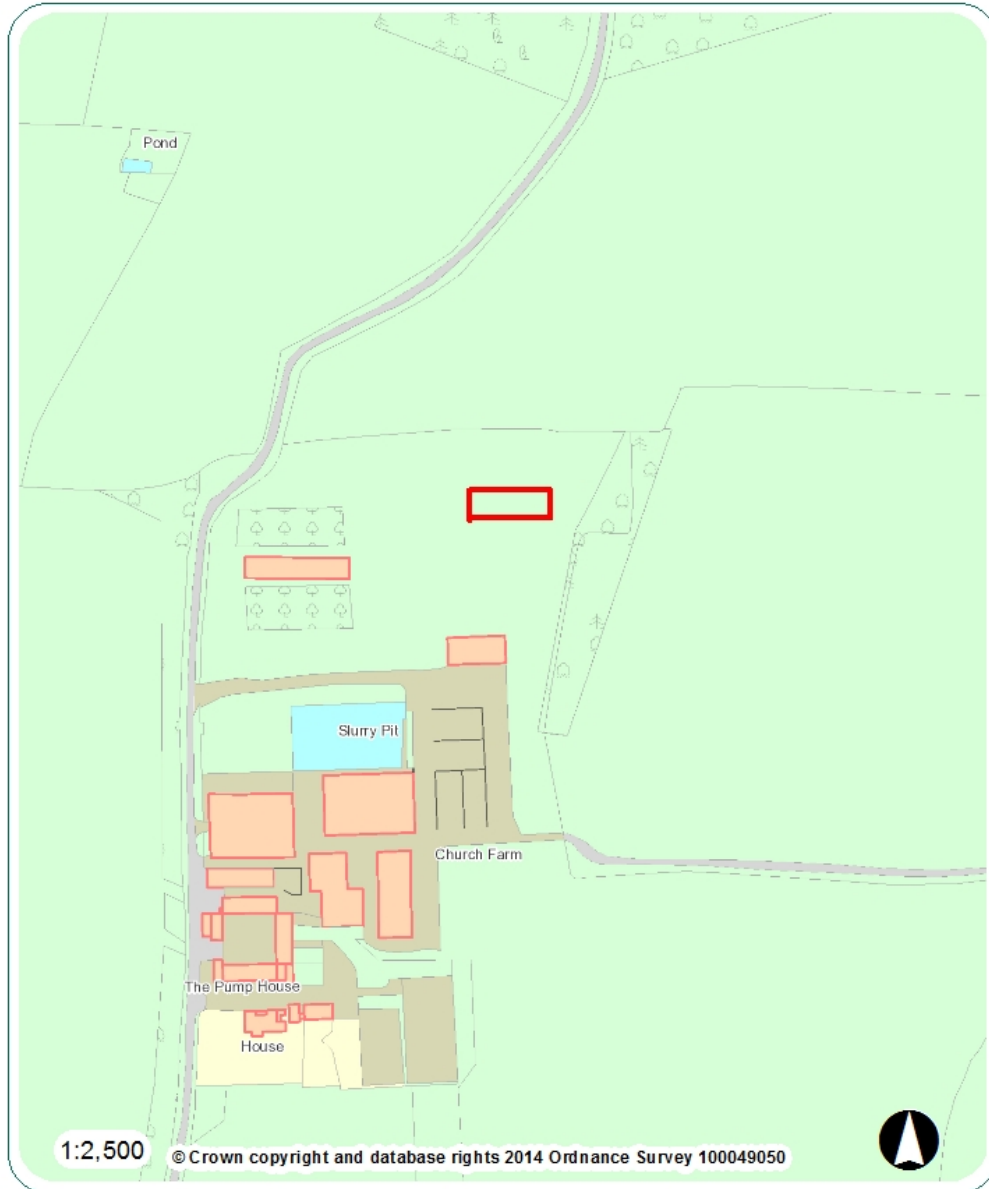 Pond
Slurry Pit
Church Farm
The Pump House
House
1:2,500
© Crown copyright and database rights 2014 Ordnance Survey 100049050